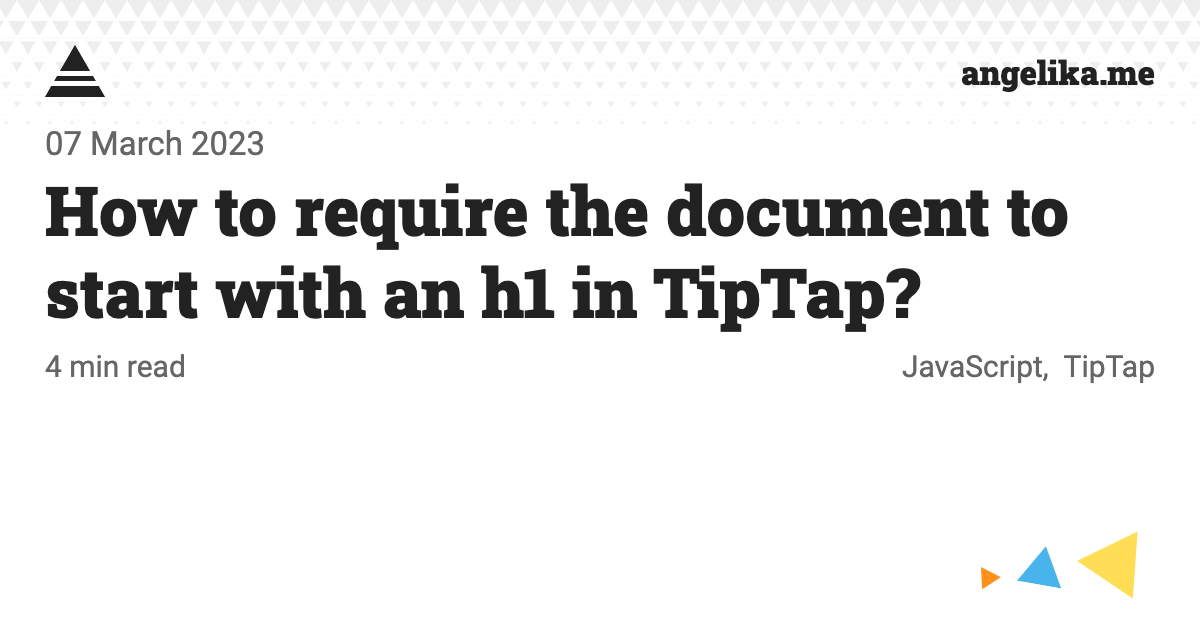 angelika.me
07 March 2023
How to require the document to
start with an h1 in TipTap?
4 min read
JavaScript, TipTap